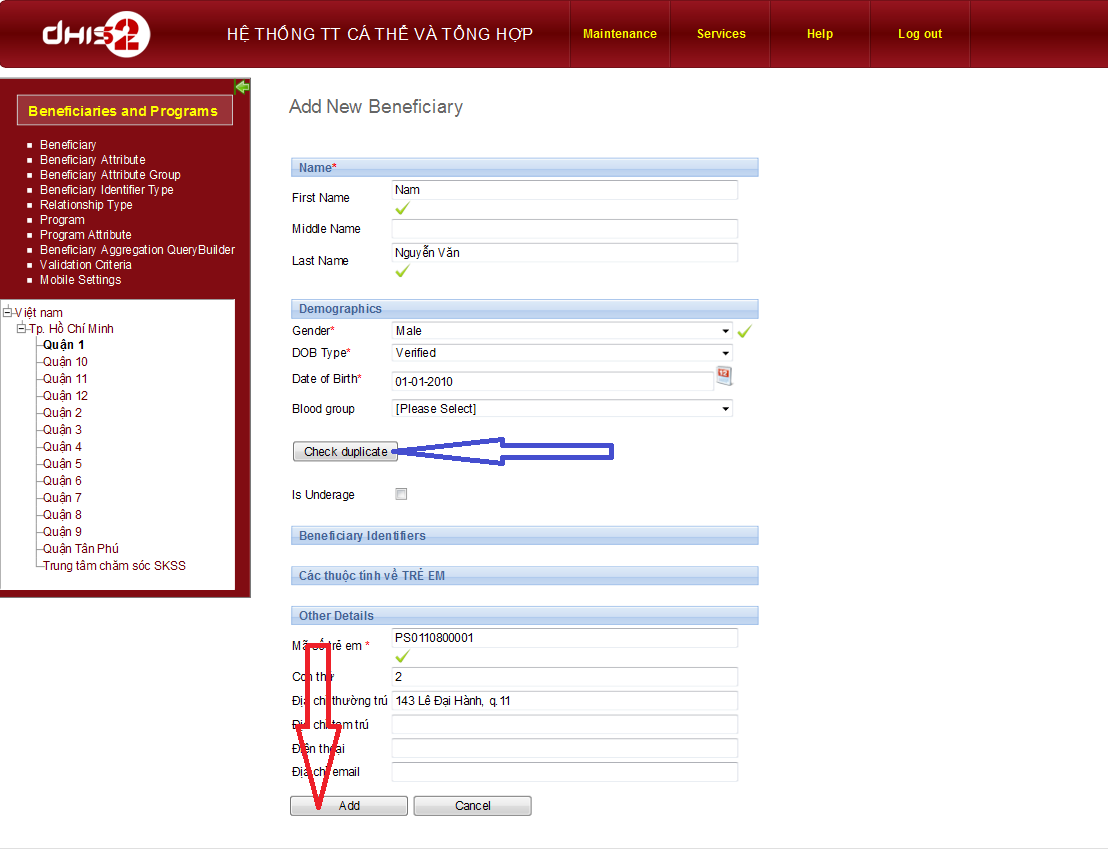 dhis2
HỆ THỐNG TT CÁ THỂ VÀ TỔNG HỢP
Maintenance
Services
Help
Log out
Beneficiaries and Programs
Beneficiary
Beneficiary Attribute
Beneficiary Attribute Group
Beneficiary Identifier Type
Relationship Type
Program
Program Attribute
Beneficiary Aggregation QueryBuilder
Validation Criteria
Mobile Settings
Việt nam
Tp. Hồ Chí Minh
Quận 1
Quận 10
Quận 11
Quận 12
Quận 2
Quận 3
Quận 4
Quận 5
Quận 6
Quận 7
Quận 8
Quận 9
Quận Tân Phú
Trung tâm chăm sóc SKSS
Add New Beneficiary
Name*
First Name Nam
Middle Name
Last Name Nguyễn Văn
Demographics
Gender* Male
DOB Type* Verified
Date of Birth* 01-01-2010
12
Blood group [Please Select]
Check duplicate
Is Underage
Beneficiary Identifiers
Các thuộc tính về TRẺ EM
Other Details
Mã số trẻ em * PS0110800001
Con thứ 2
Địa chỉ thường trú 143 Lê Đại Hành, q.11
Địa chỉ tạm trú
Điện thoại
Địa chỉ email
Add Cancel